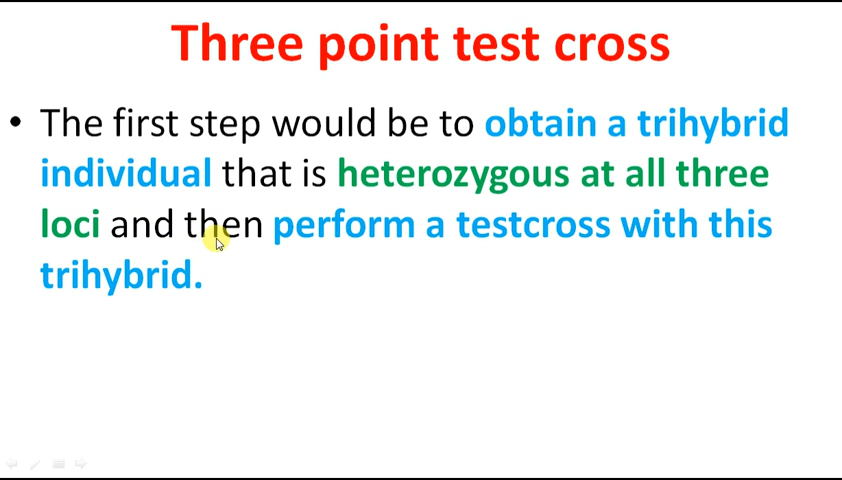 Three point test cross
• The first step would be to obtain a trihybrid
individual that is heterozygous at all three
loci and then perform a testcross with this
trihybrid.